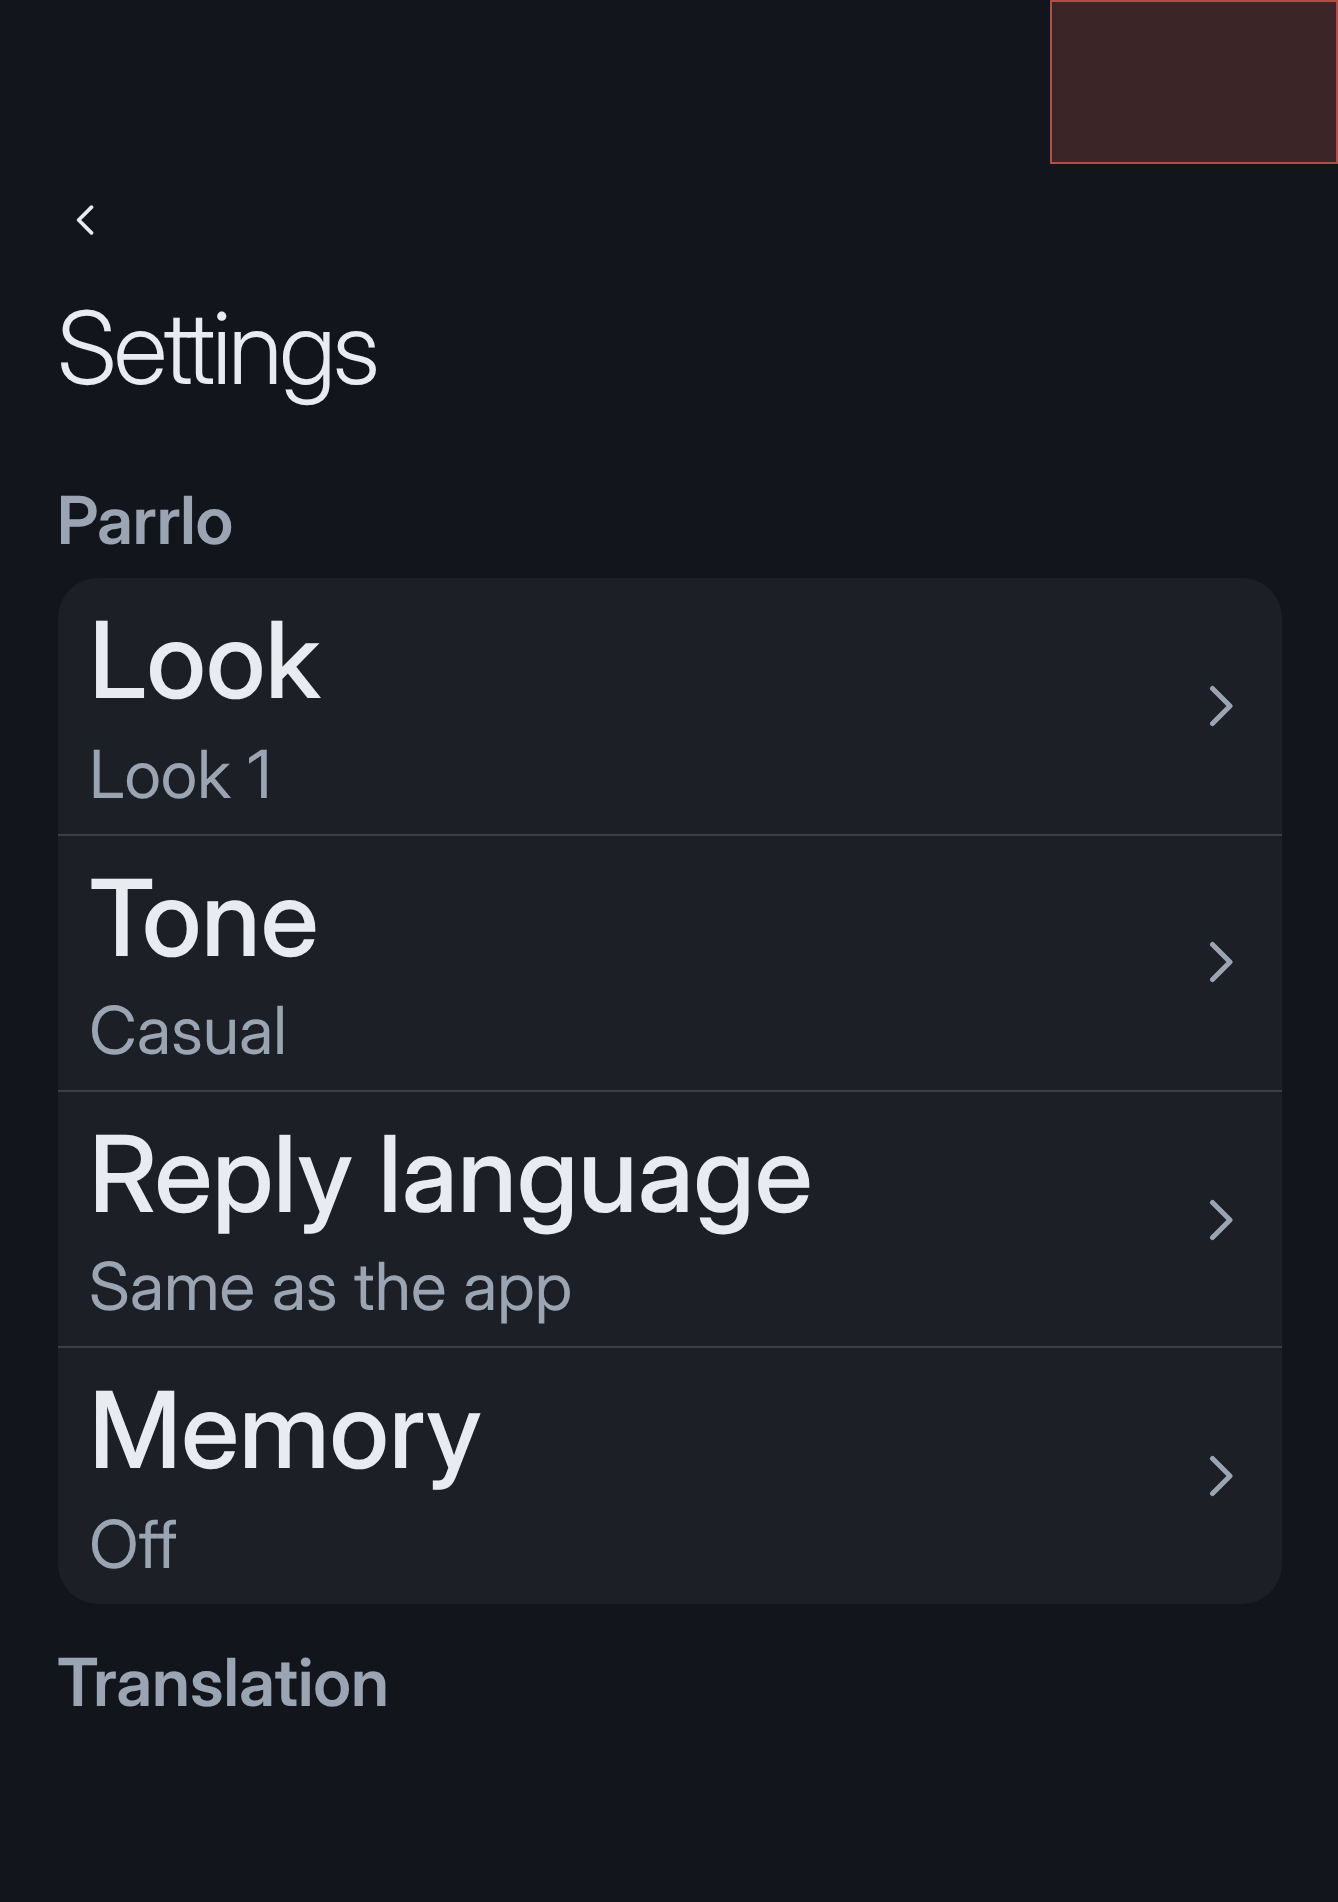 Settings
Parrlo
Look
Look 1
Tone
Casual
Reply language
Same as the app
Memory
Off
Translation